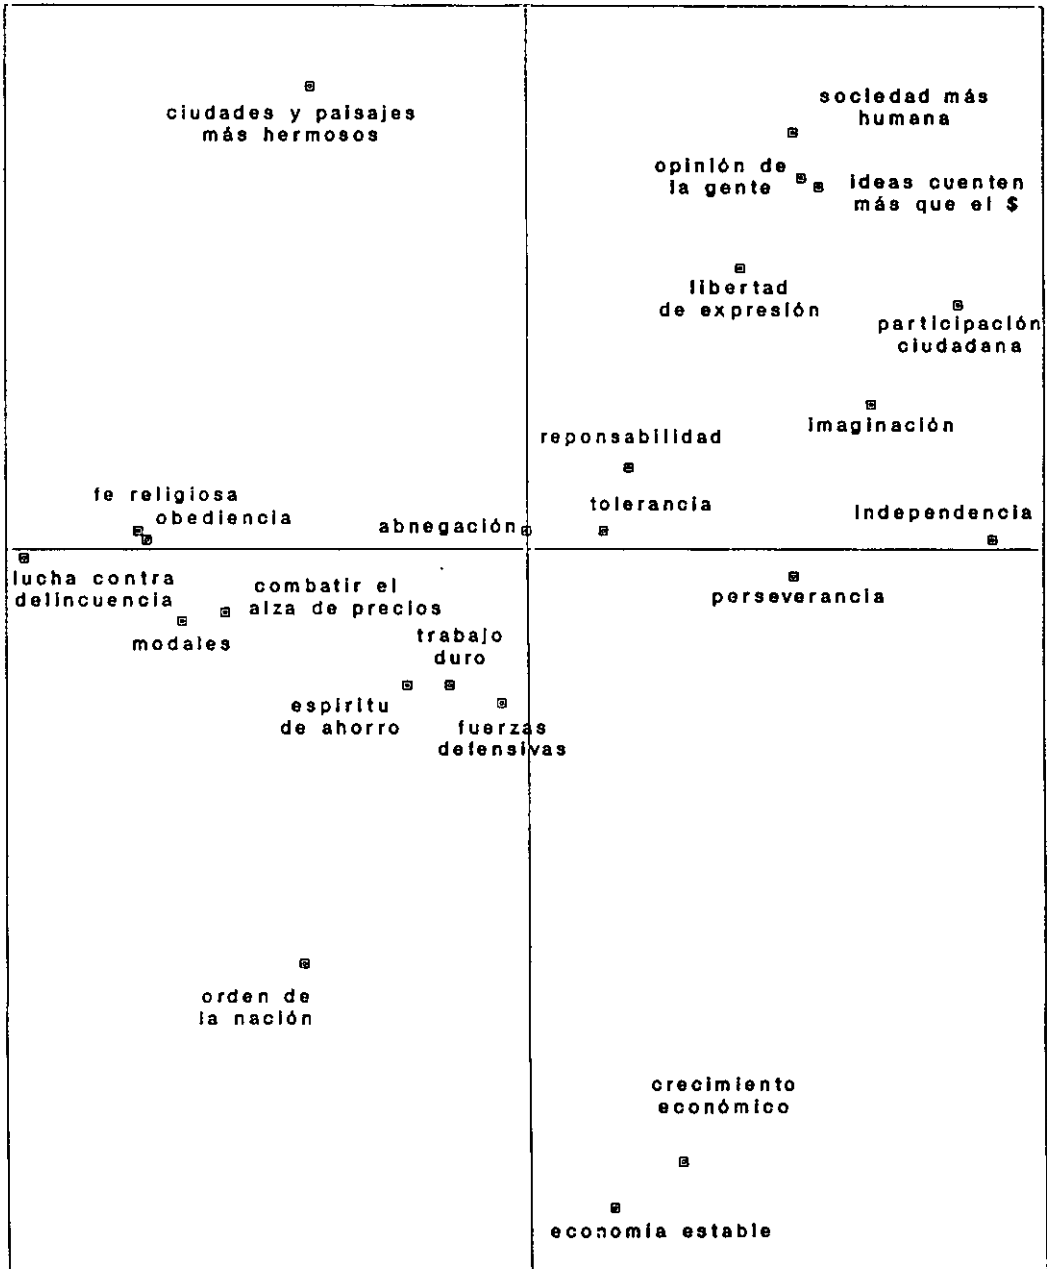 ciudades y paisajes
más hermosos
sociedad más
humana
opinión de
la gente
ideas cuenten
más que el $
libertad
de expresión
participación
ciudadana
imaginación
reponsabilidad
tolerancia
independencia
fe religiosa
obediencia
abnegación
lucha contra
delincuencia
combatir el
alza de precios
modales
perseverancia
trabajo
duro
espiritu
de ahorro
fuerzas
defensivas
orden de
la nación
crecimiento
económico
economía estable